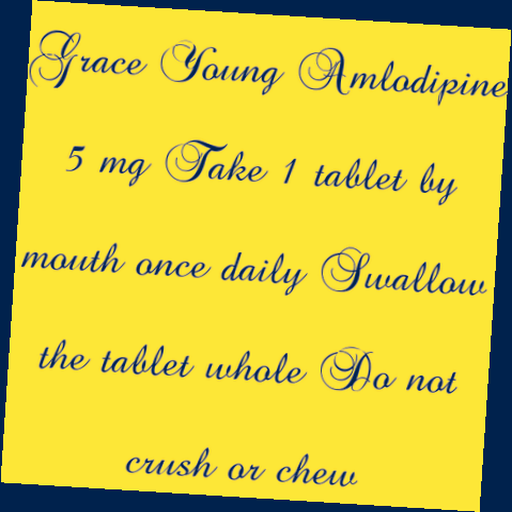 Grace Young Amlodipine
5 mg Take 1 tablet by
mouth once daily Swallow
the tablet whole Do not
crush or chew